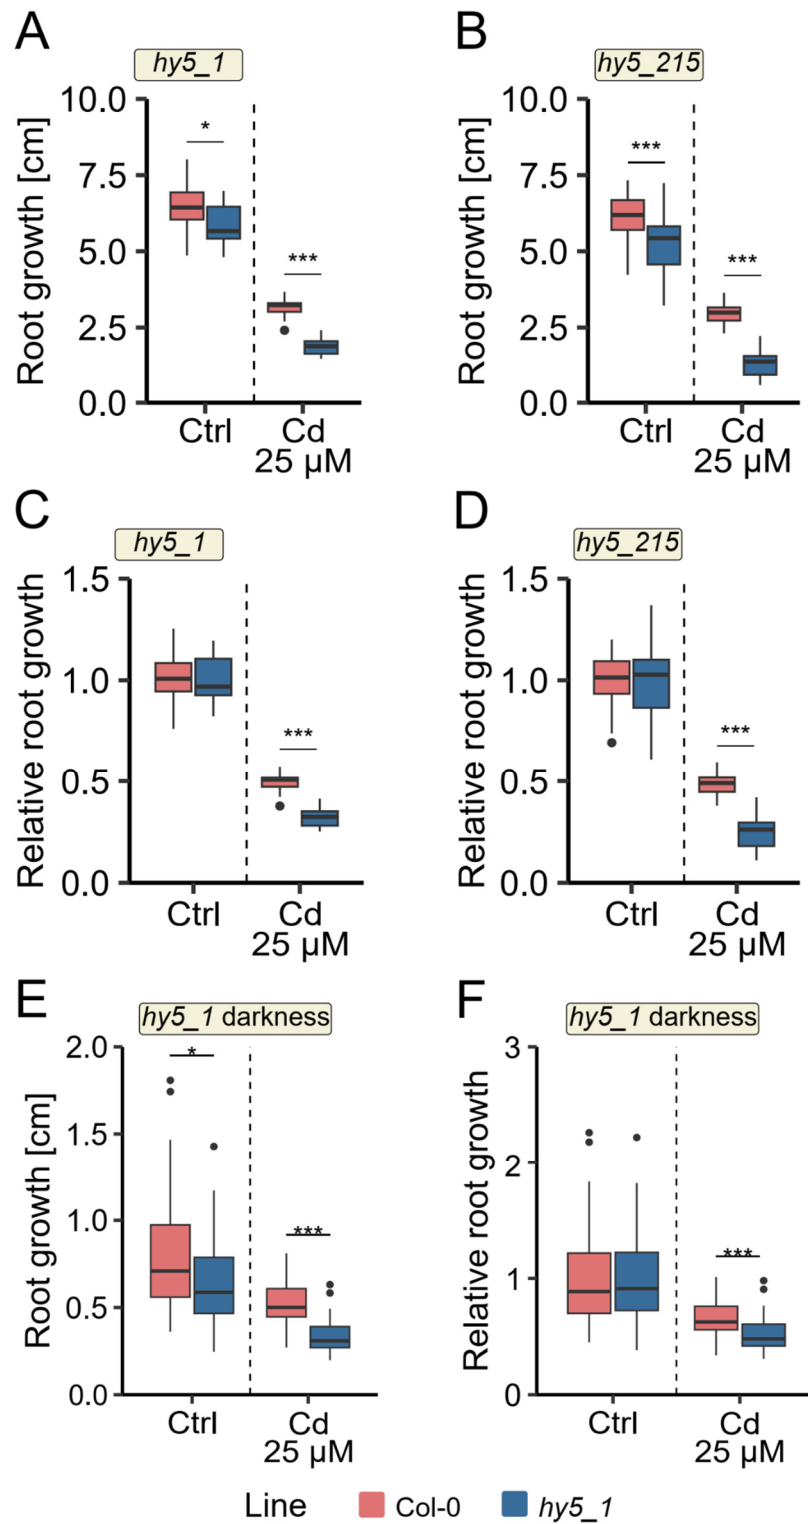 A B
hy5_1 hy5_215
Root growth [cm]
10.0
7.5
5.0
2.5
0.0
* ***
Ctrl Cd
25 µM
Root growth [cm]
10.0
7.5
5.0
2.5
0.0
*** ***
Ctrl Cd
25 µM
C D
hy5_1 hy5_215
Relative root growth
1.5
1.0
0.5
0.0
***
Ctrl Cd
25 µM
Relative root growth
1.5
1.0
0.5
0.0
***
Ctrl Cd
25 µM
E F
hy5_1 darkness hy5_1 darkness
Root growth [cm]
2.0
1.5
1.0
0.5
0.0
* ***
Ctrl Cd
25 µM
Relative root growth
3
2
1
0
***
Ctrl Cd
25 µM
Line Col-0 hy5_1